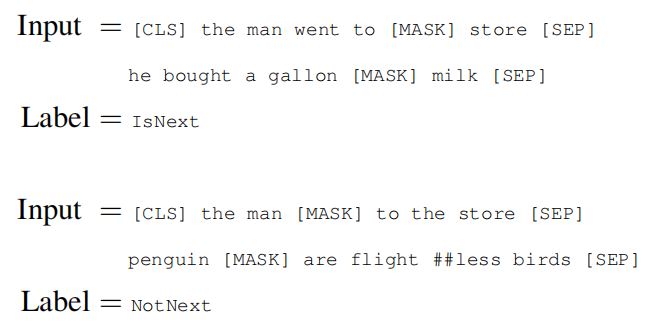 Input = [CLS] the man went to [MASK] store [SEP]
he bought a gallon [MASK] milk [SEP]
Label = IsNext
Input = [CLS] the man [MASK] to the store [SEP]
penguin [MASK] are flight ##less birds [SEP]
Label = NotNext